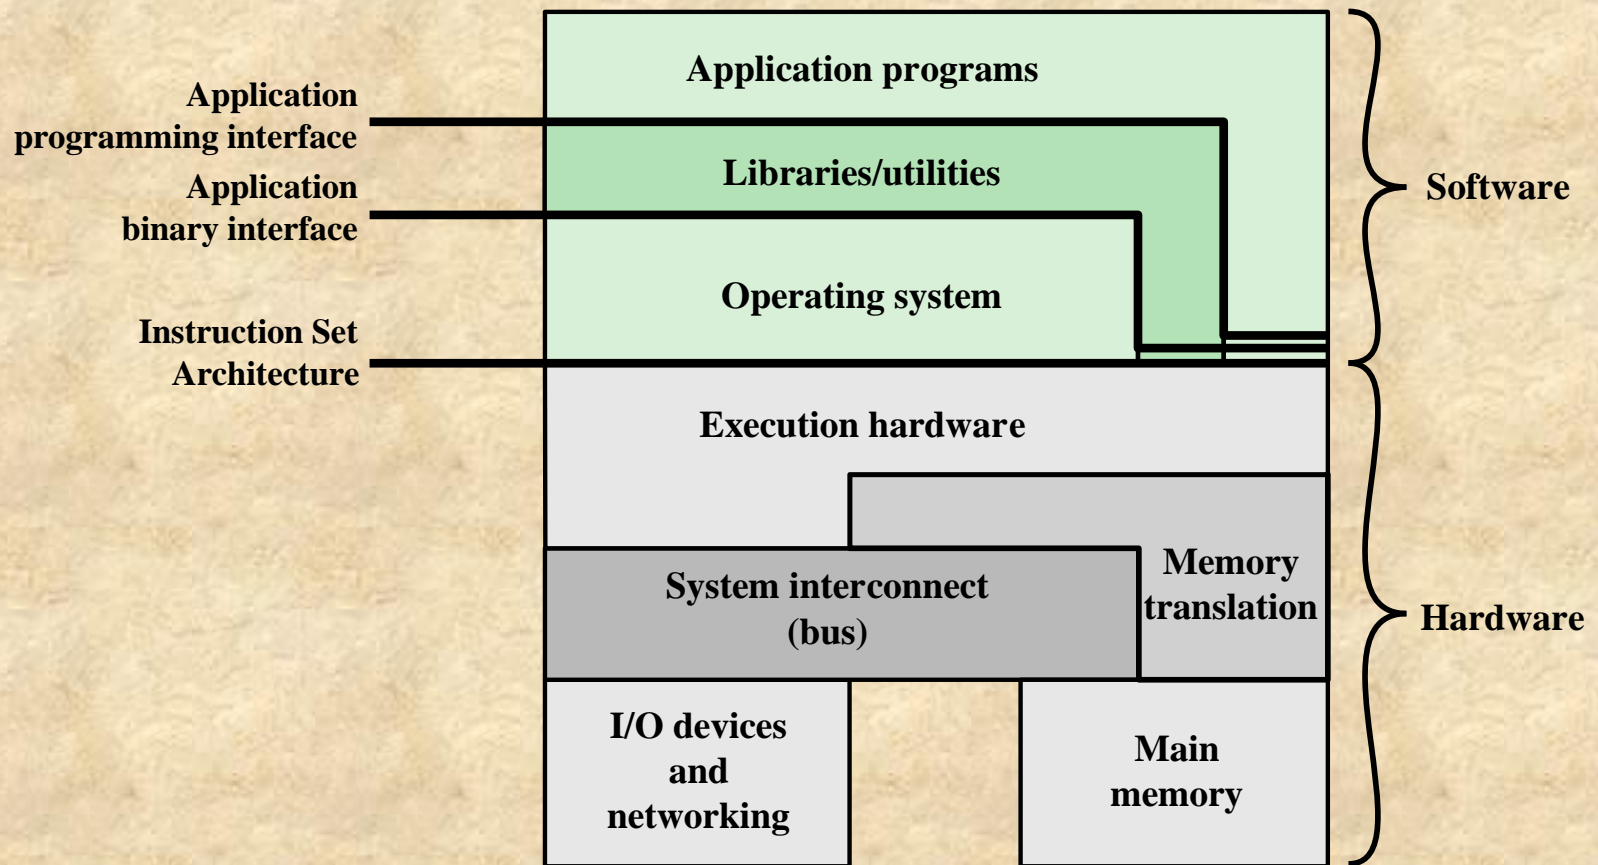 Application programs
Application
programming interface
Libraries/utilities
Application
binary interface
Software
Operating system
Instruction Set
Architecture
Execution hardware
Memory
translation
System interconnect
(bus)
Hardware
I/O devices
and
networking
Main
memory